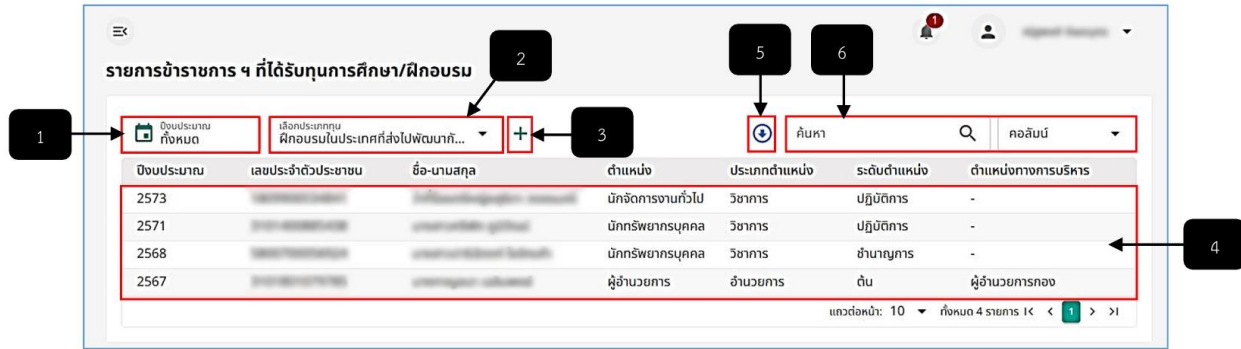 1
รายการข้าราชการ ฯ ที่ได้รับทุนการศึกษา/ฝึกอบรม
2
5
6
1
ปีงบประมาณ
ทั้งหมด
เลือกประเภททุน
ฝึกอบรมในประเทศที่ส่งไปพัฒนากั...
3
ค้นหา
คอลัมน์
ปีงบประมาณ เลขประจำตัวประชาชน ชื่อ-นามสกุล ตำแหน่ง ประเภทตำแหน่ง ระดับตำแหน่ง ตำแหน่งทางการบริหาร
2573 นักจัดการงานทั่วไป วิชาการ ปฏิบัติการ -
2571 นักทรัพยากรบุคคล วิชาการ ปฏิบัติการ -
2568 นักทรัพยากรบุคคล วิชาการ ชำนาญการ -
4
2567 ผู้อำนวยการ อำนวยการ ต้น ผู้อำนวยการกอง
แถวต่อหน้า: 10 ทั้งหมด 4 รายการ 1